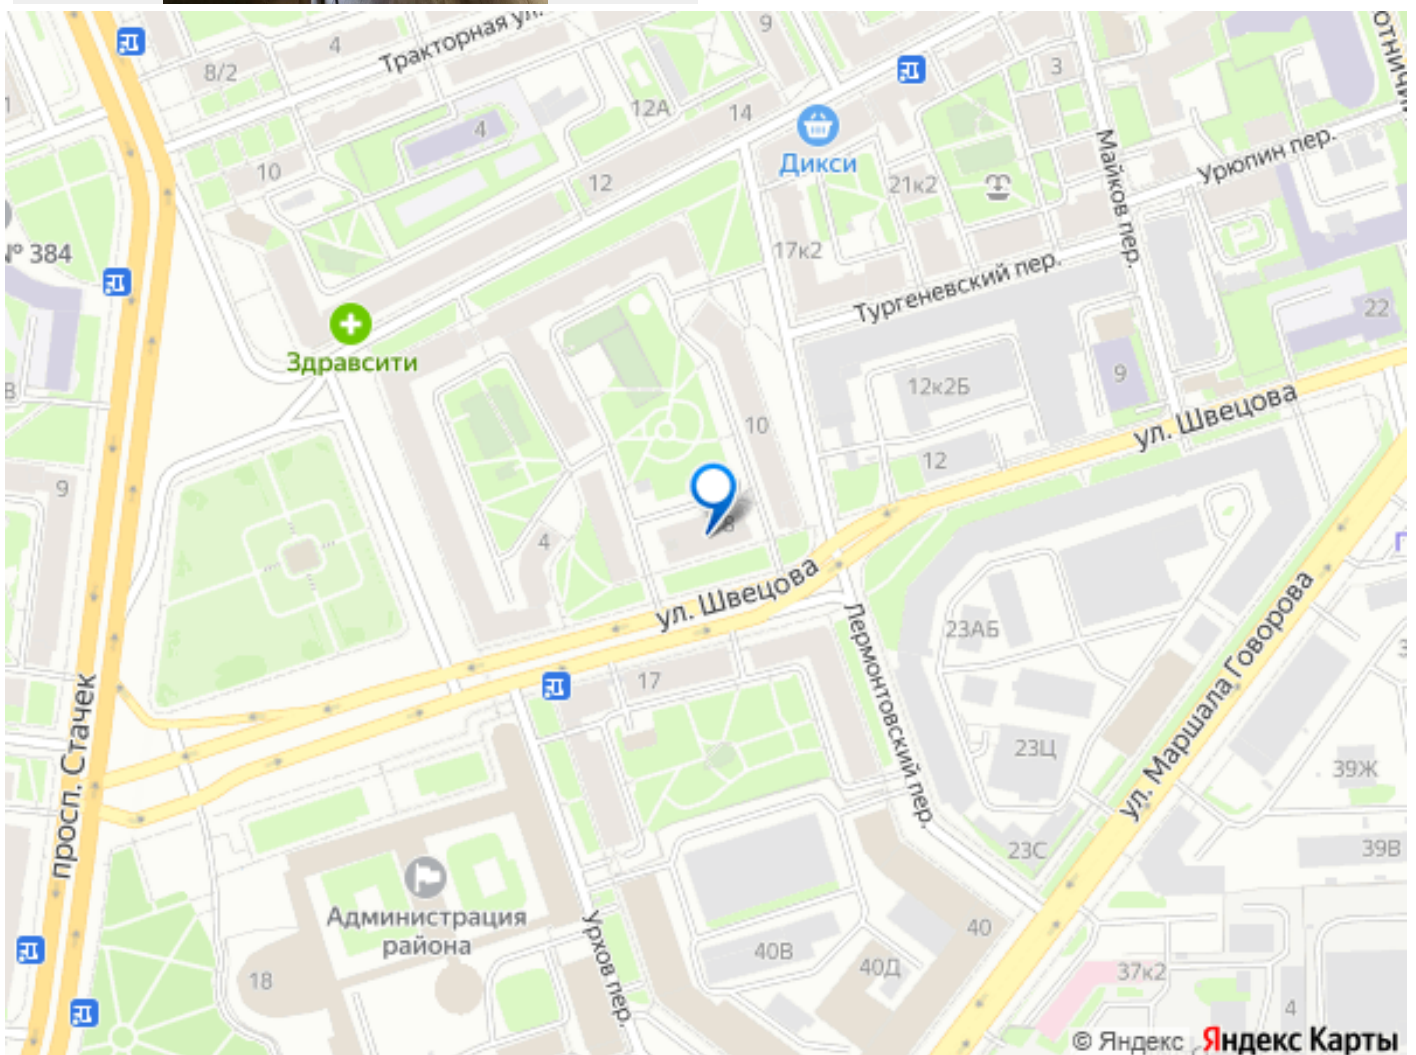 Тракторная ул.
4
8/2
9
3
12А
14
4
Дикси
Майков пер.
Урюпин пер.
10
12
21к2
№ 384
17к2
Тургеневский пер.
22
Здравсити
12к2Б
9
10
ул. Швецова
12
9
8
4
ул. Швецова
23АБ
17
Лермонтовский пер.
ул. Маршала Говорова
просп. Стачек
23Ц
39Ж
23С
39В
Администрация
района
Урхов пер.
40
40В
40Д
18
37к2
4
© Яндекс Яндекс Карты